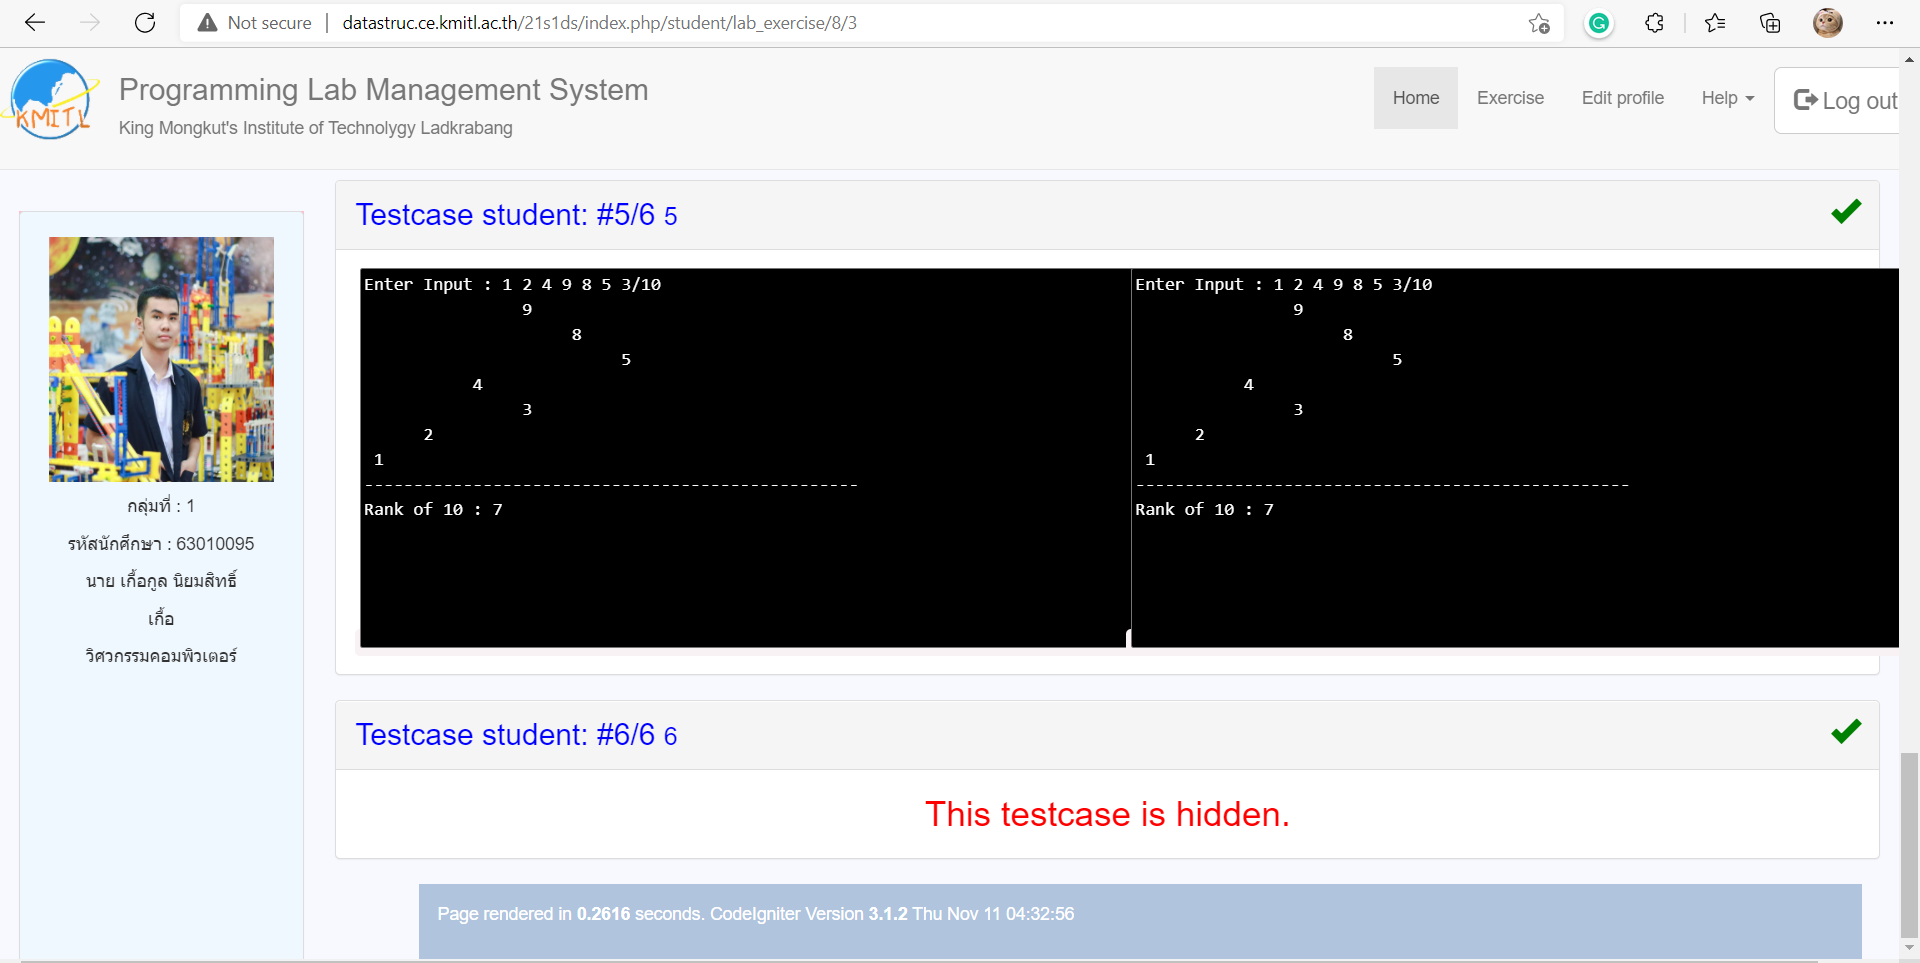 Not secure | datastruc.ce.kmitl.ac.th/21s1ds/index.php/student/lab_exercise/8/3
KMITL
Programming Lab Management System
King Mongkut's Institute of Technolygy Ladkrabang
Home
Exercise
Edit profile
Help
Log out
กลุ่มที่ : 1
รหัสนักศึกษา : 63010095
นาย เกื้อกูล นิยมสิทธิ์
เกื้อ
วิศวกรรมคอมพิวเตอร์
Testcase student: #5/6 5
Enter Input : 1 2 4 9 8 5 3/10
9
8
5
4
3
2
1
--------------------------------------------------
Rank of 10 : 7
Enter Input : 1 2 4 9 8 5 3/10
9
8
5
4
3
2
1
--------------------------------------------------
Rank of 10 : 7
Testcase student: #6/6 6
This testcase is hidden.
Page rendered in 0.2616 seconds. CodeIgniter Version 3.1.2 Thu Nov 11 04:32:56